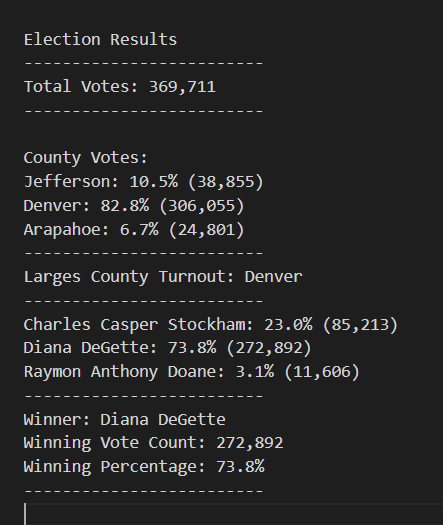 Election Results
-------------------------
Total Votes: 369,711
-------------------------
County Votes:
Jefferson: 10.5% (38,855)
Denver: 82.8% (306,055)
Arapahoe: 6.7% (24,801)
-------------------------
Larges County Turnout: Denver
-------------------------
Charles Casper Stockham: 23.0% (85,213)
Diana DeGette: 73.8% (272,892)
Raymon Anthony Doane: 3.1% (11,606)
-------------------------
Winner: Diana DeGette
Winning Vote Count: 272,892
Winning Percentage: 73.8%
-------------------------